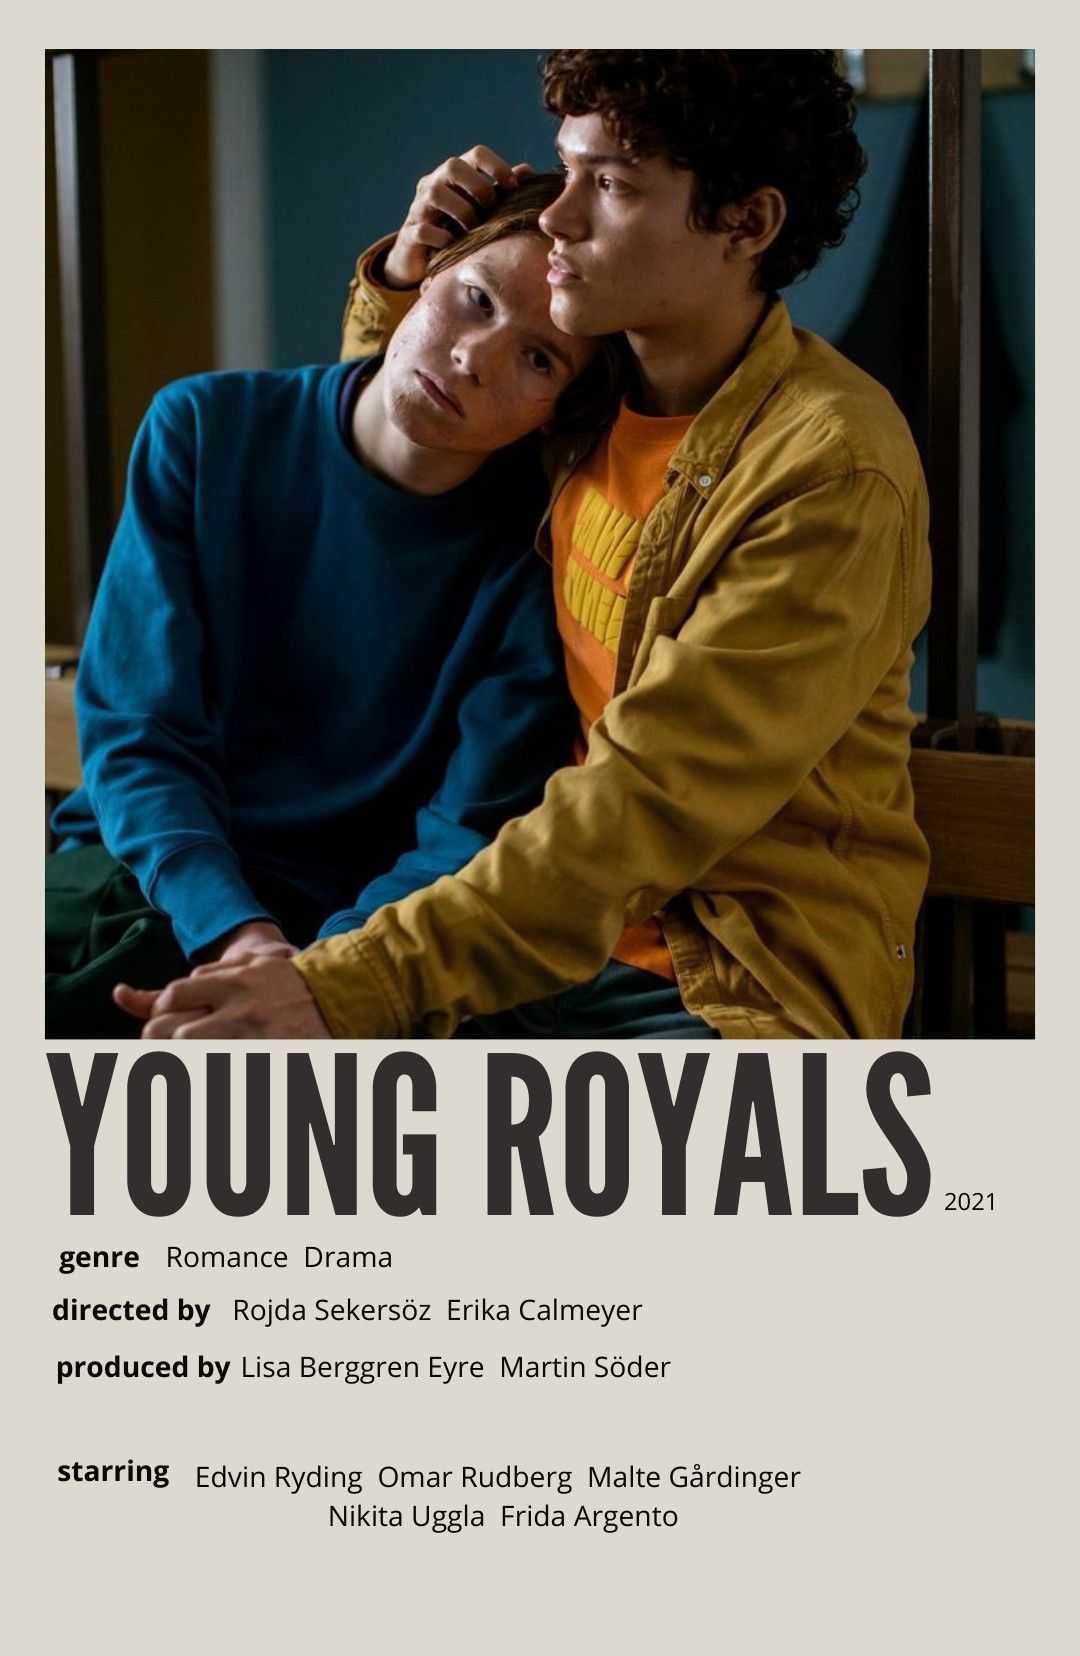 YOUNG ROYALS 2021
genre Romance Drama
directed by Rojda Sekersöz Erika Calmeyer
produced by Lisa Berggren Eyre Martin Söder
starring Edvin Ryding Omar Rudberg Malte Gårdinger
Nikita Uggla Frida Argento